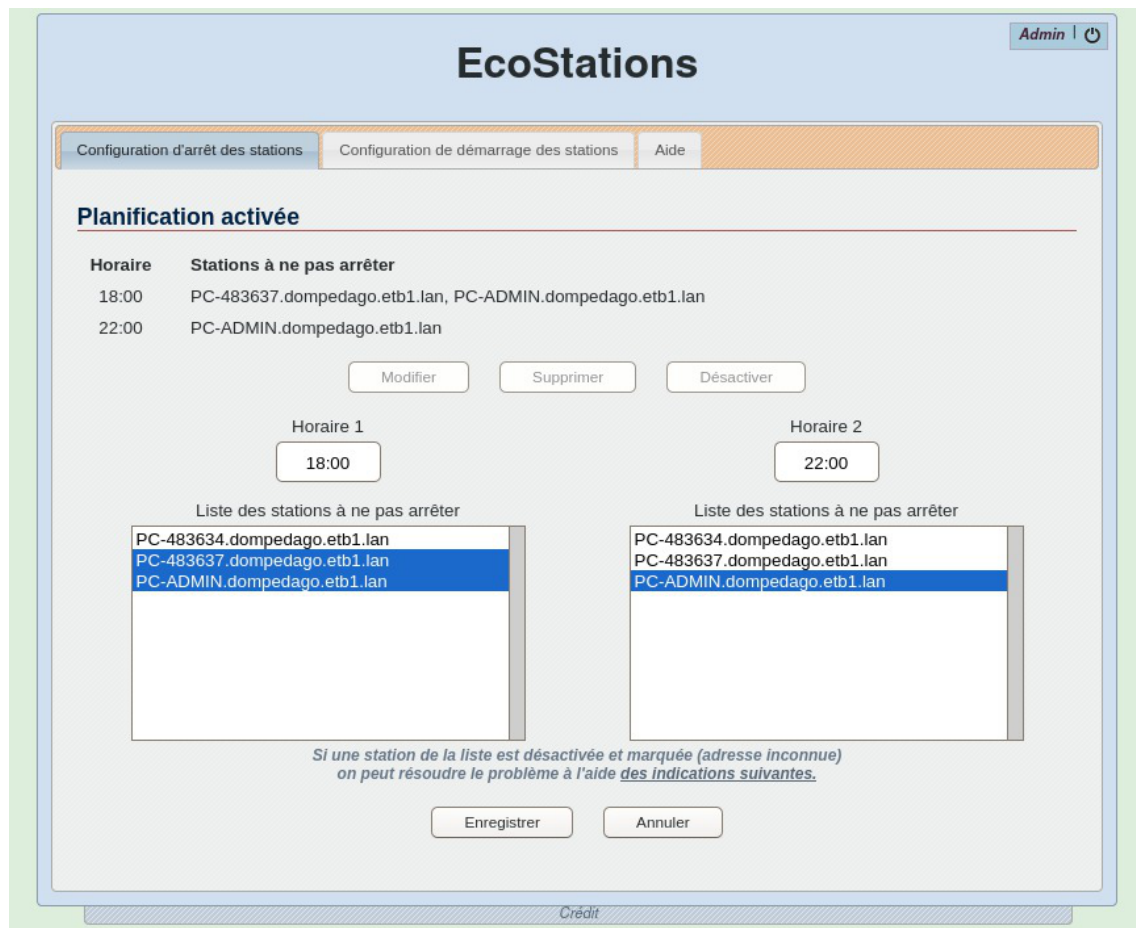 Admin
EcoStations
Configuration d'arrêt des stations Configuration de démarrage des stations Aide
Planification activée
Horaire Stations à ne pas arrêter
18:00 PC-483637.dompedago.etb1.lan, PC-ADMIN.dompedago.etb1.lan
22:00 PC-ADMIN.dompedago.etb1.lan
Modifier Supprimer Désactiver
Horaire 1 Horaire 2
18:00 22:00
Liste des stations à ne pas arrêter Liste des stations à ne pas arrêter
PC-483634.dompedago.etb1.lan PC-483634.dompedago.etb1.lan
PC-483637.dompedago.etb1.lan PC-483637.dompedago.etb1.lan
PC-ADMIN.dompedago.etb1.lan PC-ADMIN.dompedago.etb1.lan
Si une station de la liste est désactivée et marquée (adresse inconnue)
on peut résoudre le problème à l'aide des indications suivantes.
Enregistrer Annuler
Crédit